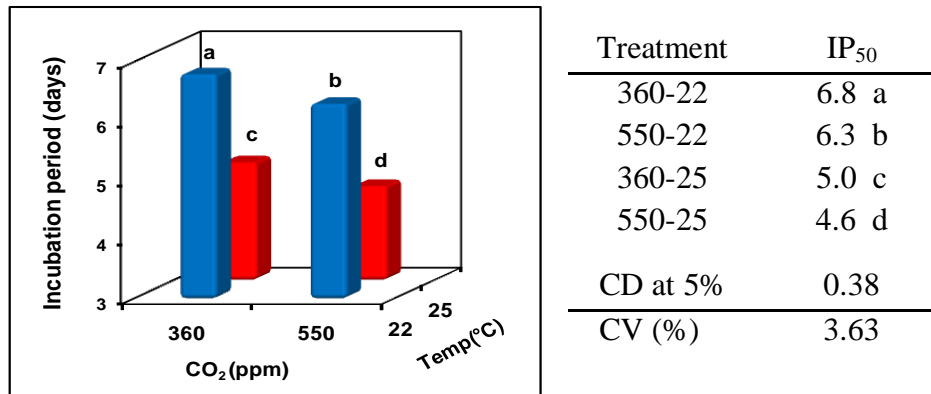 7
6
5
4
3
Incubation period (days)
a
b
c
d
360
550
22
25
CO₂(ppm)
Temp(°C)
Treatment IP₅₀
360-22 6.8 a
550-22 6.3 b
360-25 5.0 c
550-25 4.6 d
CD at 5% 0.38
CV (%) 3.63